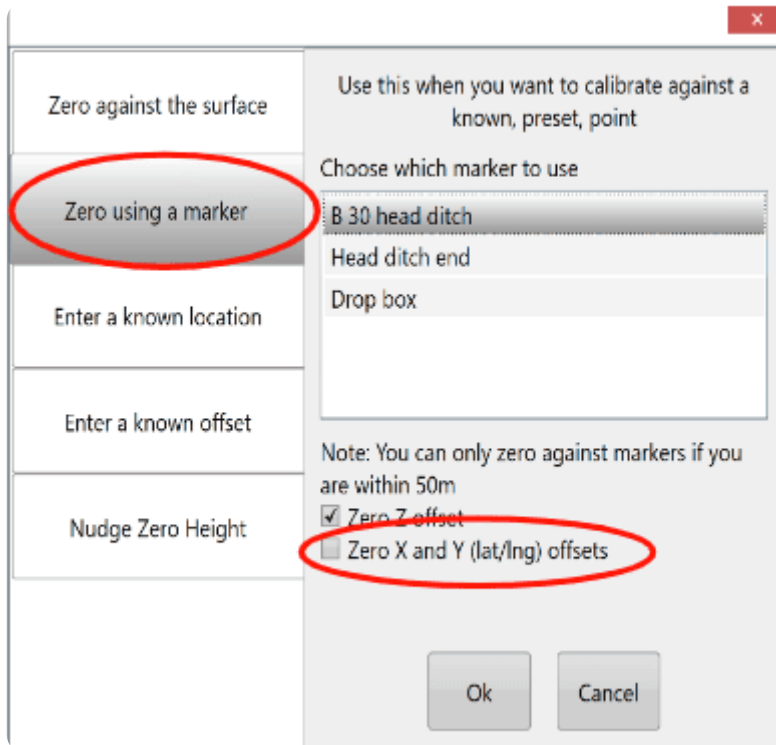 Zero against the surface
Zero using a marker
Enter a known location
Enter a known offset
Nudge Zero Height
Use this when you want to calibrate against a
known, preset, point
Choose which marker to use
B 30 head ditch
Head ditch end
Drop box
Note: You can only zero against markers if you
are within 50m
Zero Z offset
Zero X and Y (lat/lng) offsets
Ok
Cancel